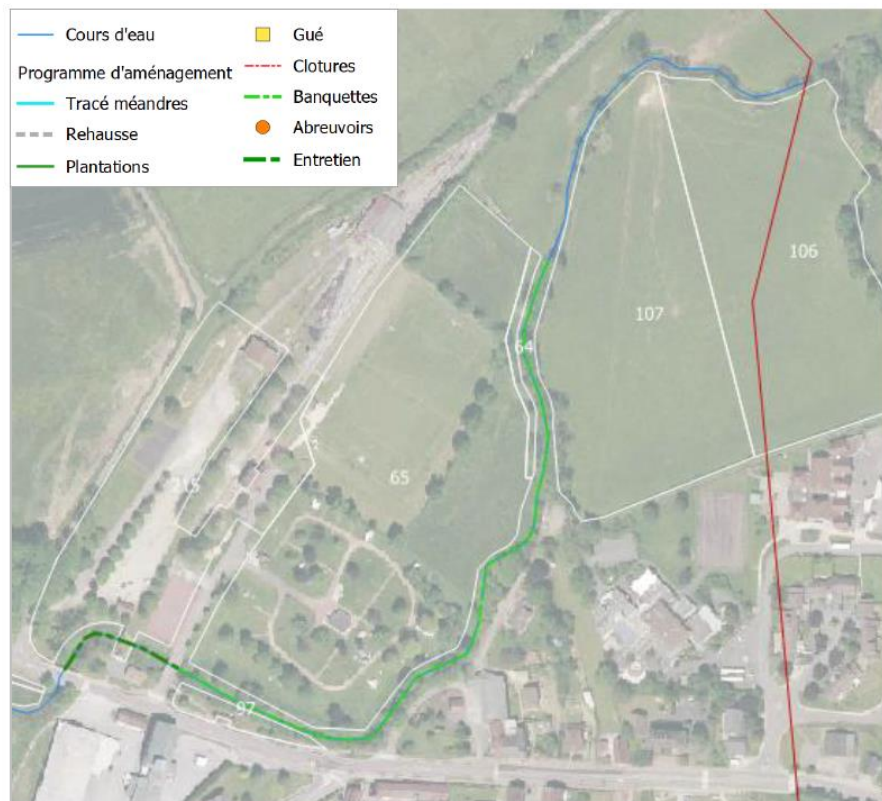 Cours d'eau
Programme d'aménagement
Tracé méandres
Rehausse
Plantations
Gué
Clotures
Banquettes
Abreuvoirs
Entretien
106
107
64
65
97